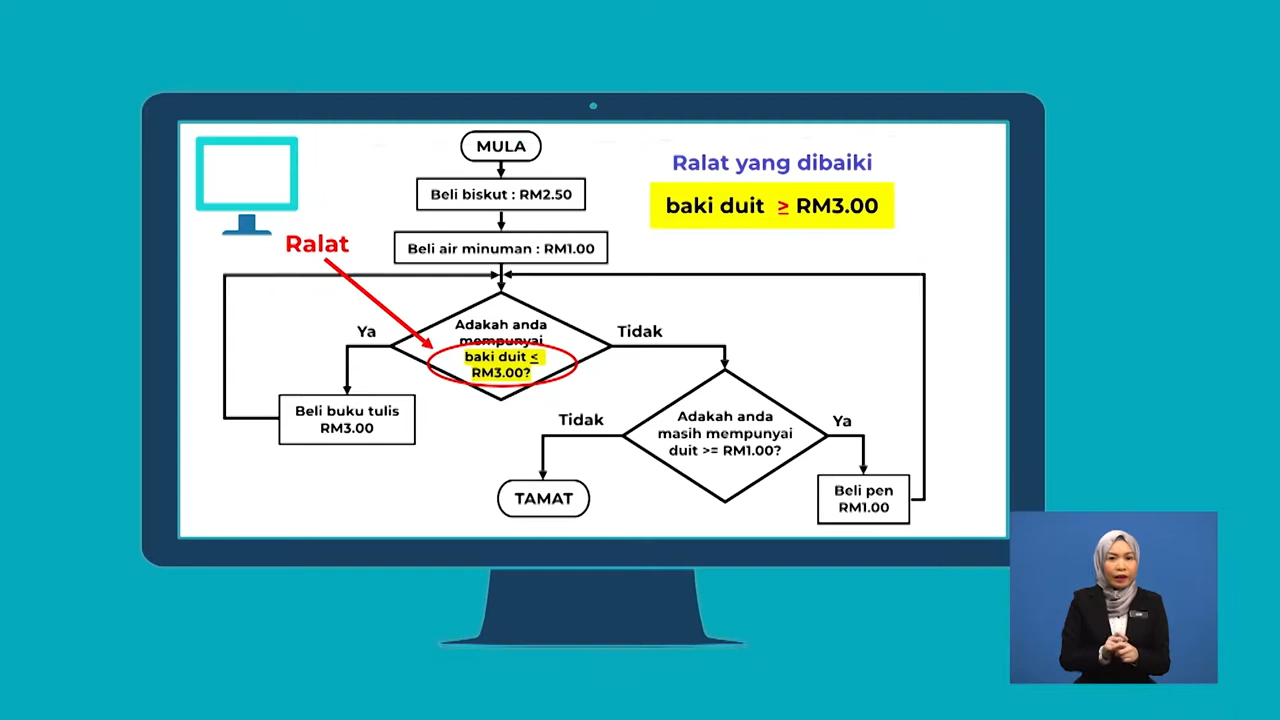 MULA
Ralat yang dibaiki
Beli biskut : RM2.50
baki duit ≥ RM3.00
Ralat
Beli air minuman : RM1.00
Adakah anda
mempunyai
baki duit ≤
RM3.00?
Ya
Tidak
Beli buku tulis
RM3.00
Adakah anda
masih mempunyai
duit >= RM1.00?
Tidak
Ya
TAMAT
Beli pen
RM1.00